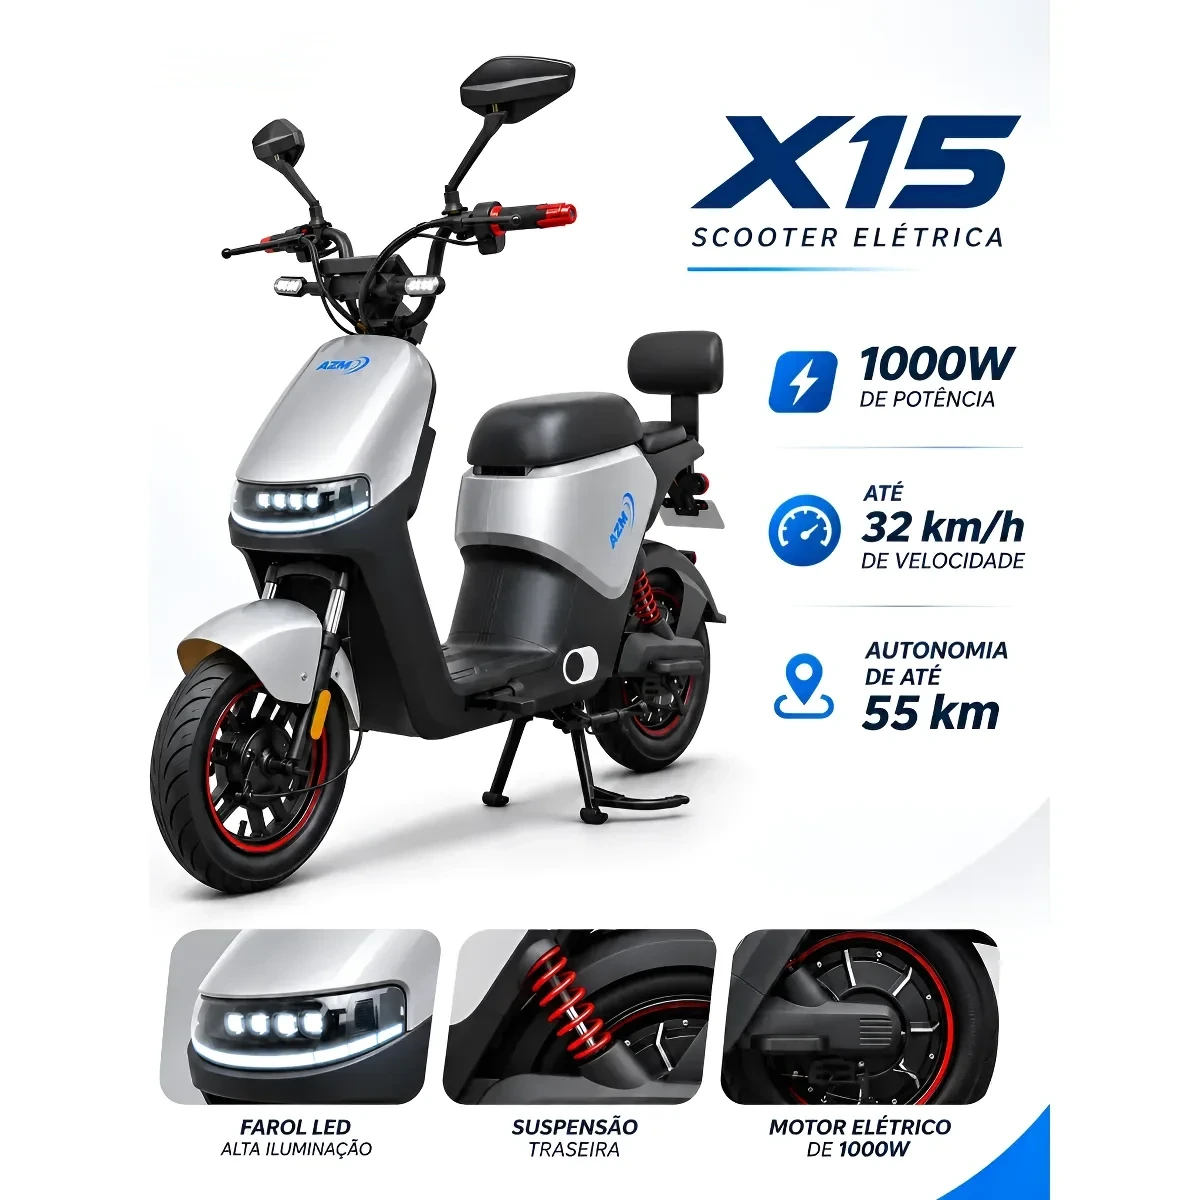 X15
SCOOTER ELÉTRICA
AZM
AZM
1000W
DE POTÊNCIA
ATÉ
32 km/h
DE VELOCIDADE
AUTONOMIA
DE ATÉ
55 km
FAROL LED
ALTA ILUMINAÇÃO
SUSPENSÃO
TRASEIRA
MOTOR ELÉTRICO
DE 1000W